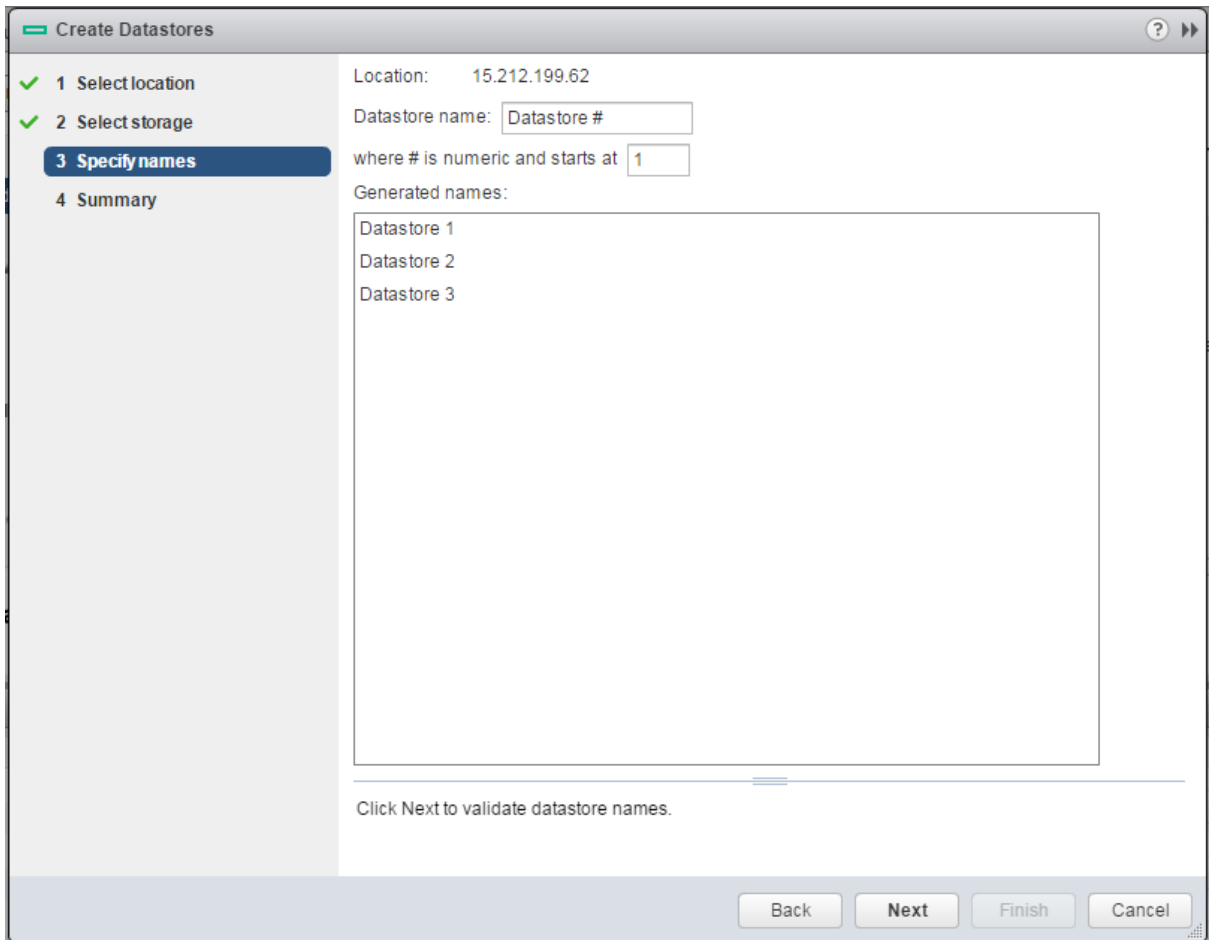 Create Datastores
?
1 Select location
2 Select storage
3 Specify names
4 Summary
Location: 15.212.199.62
Datastore name: Datastore #
where # is numeric and starts at 1
Generated names:
Datastore 1
Datastore 2
Datastore 3
Click Next to validate datastore names.
Back Next Finish Cancel